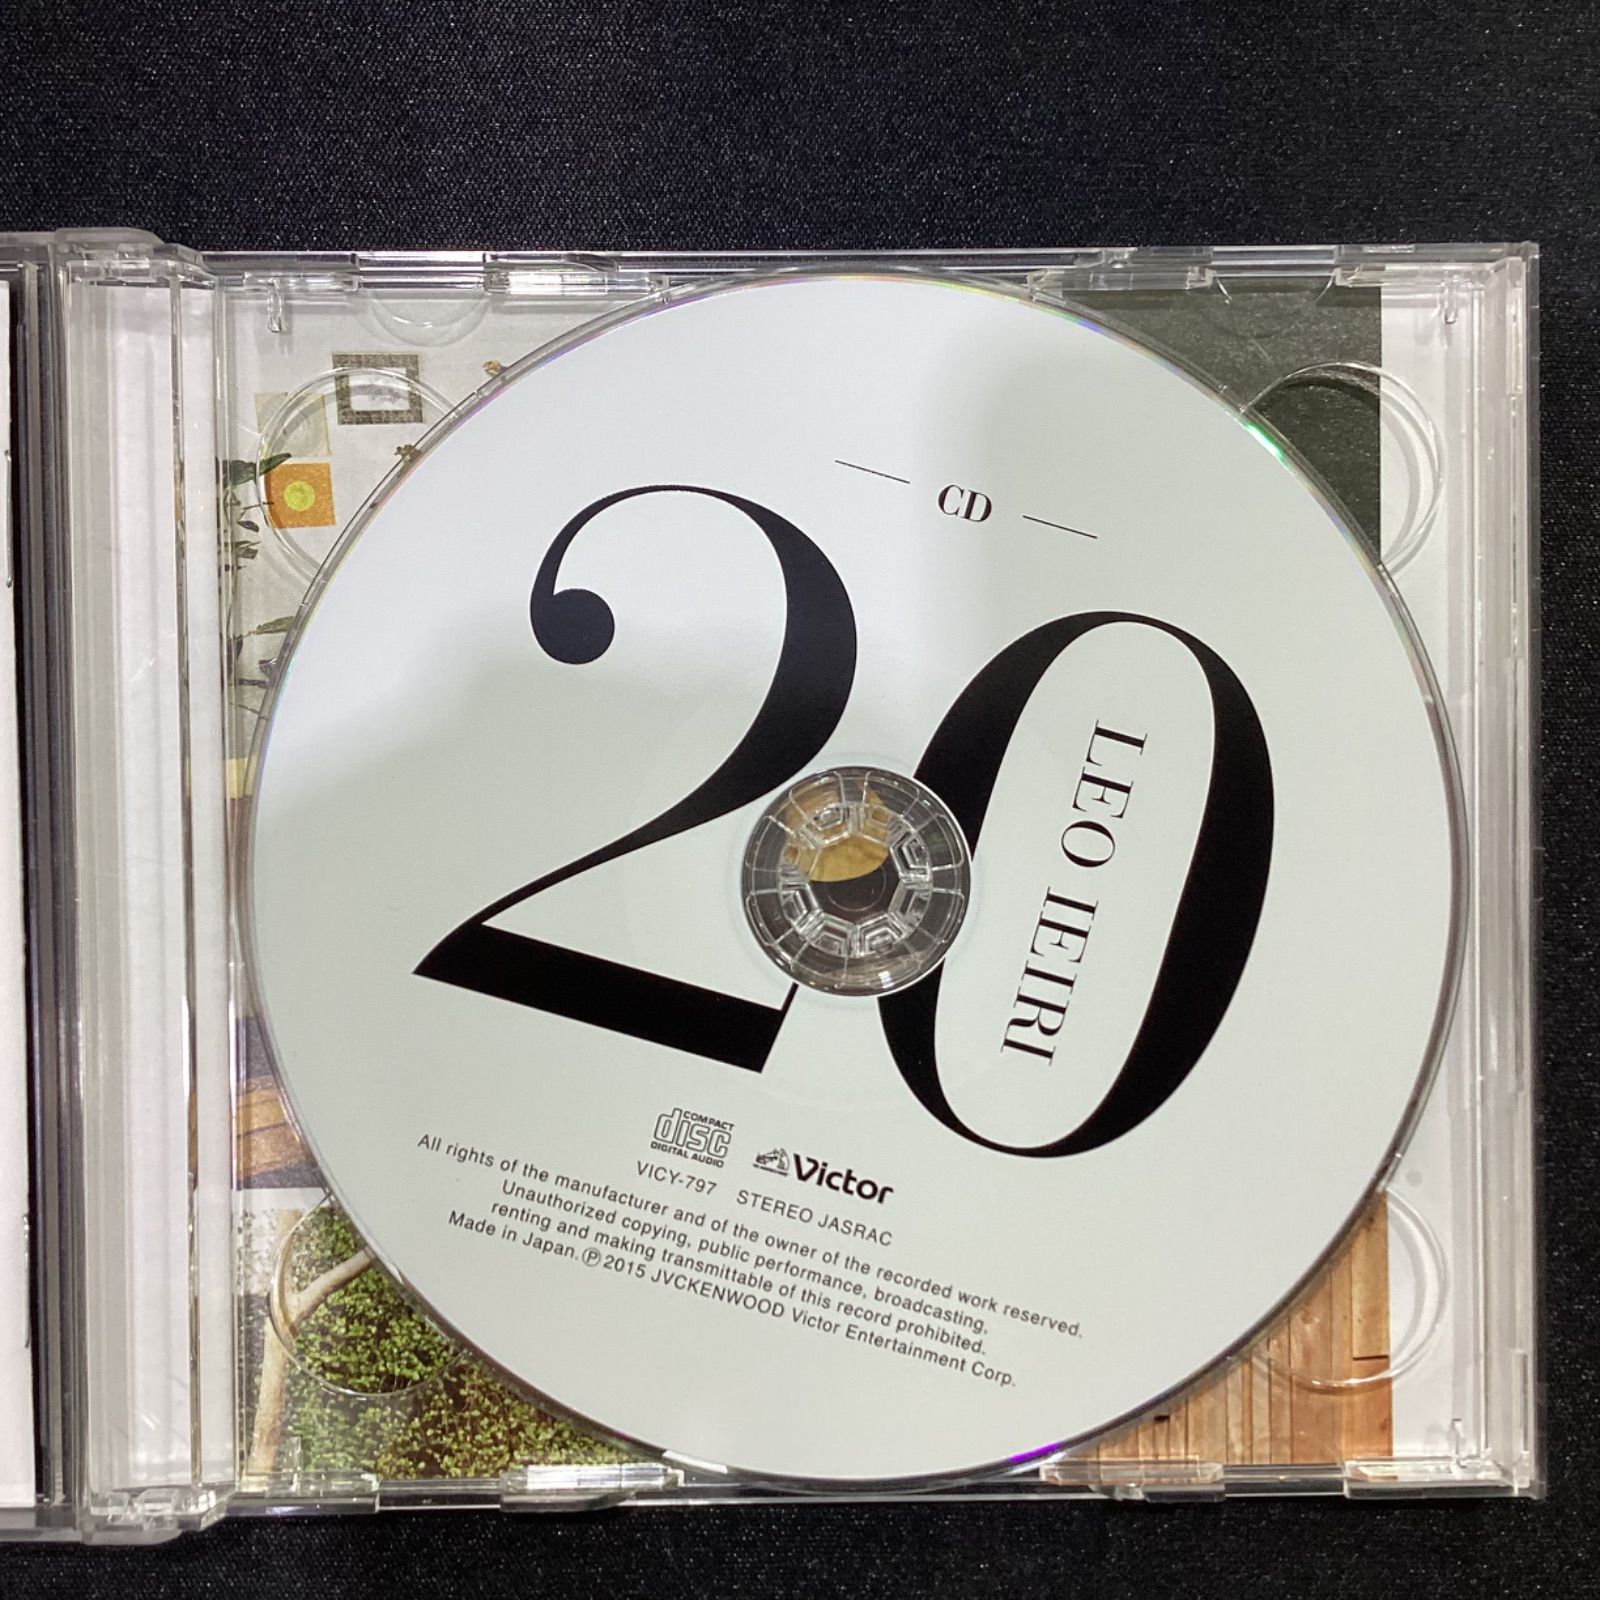 CD
20
LEO IEIRI
COMPACT
disc
DIGITAL AUDIO
Victor
VICY-797 STEREO JASRAC
All rights of the manufacturer and of the owner of the recorded work reserved.
Unauthorized copying, public performance, broadcasting,
renting and making transmittable of this record prohibited.
Made in Japan. Ⓟ2015 JVCKENWOOD Victor Entertainment Corp.